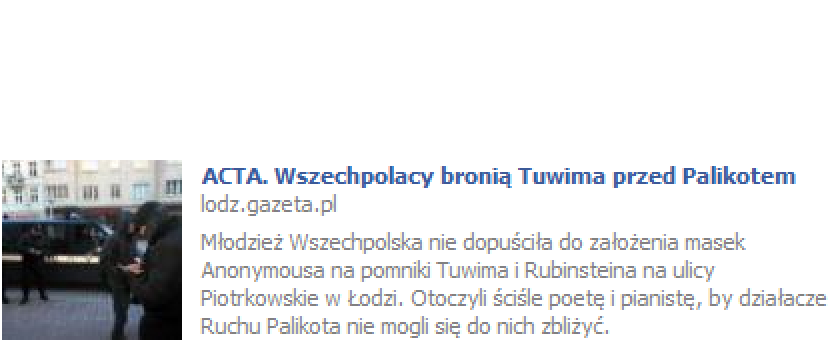 ACTA. Wszechpolacy bronią Tuwima przed Palikotem
lodz.gazeta.pl
Młodzież Wszechpolska nie dopuściła do założenia masek
Anonymousa na pomniki Tuwima i Rubinsteina na ulicy
Piotrkowskie w Łodzi. Otoczyli ściśle poetę i pianistę, by działacze
Ruchu Palikota nie mogli się do nich zbliżyć.